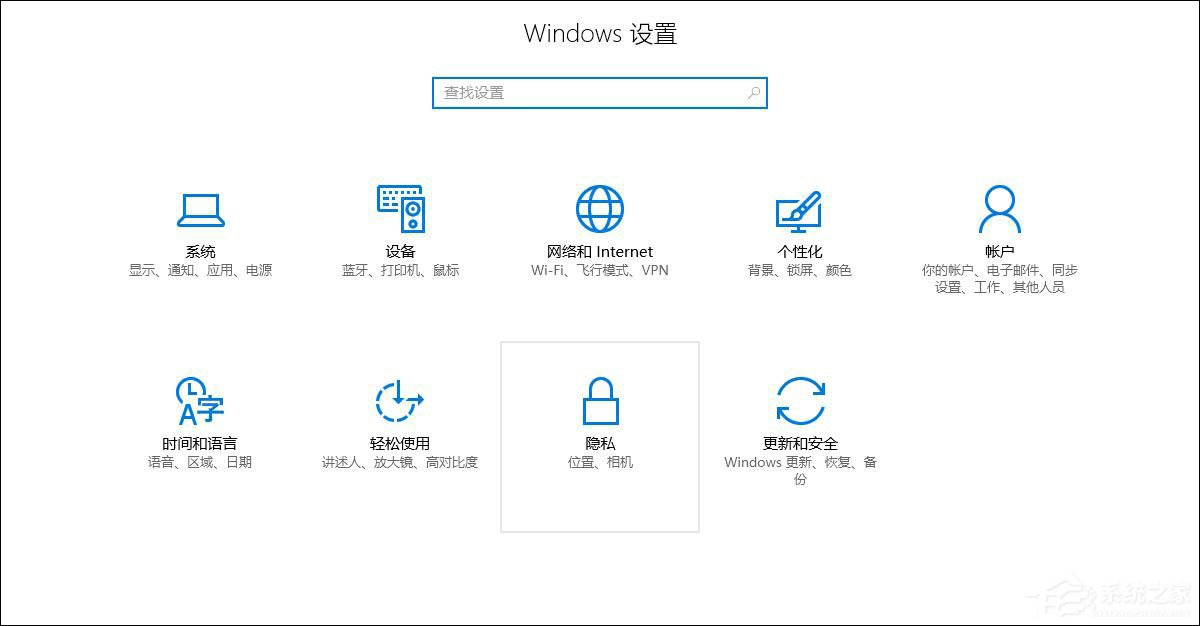 Windows 设置
查找设置
系统
显示、通知、应用、电源
设备
蓝牙、打印机、鼠标
网络和 Internet
Wi-Fi、飞行模式、VPN
个性化
背景、锁屏、颜色
帐户
你的帐户、电子邮件、同步
设置、工作、其他人员
A字
时间和语言
语音、区域、日期
轻松使用
讲述人、放大镜、高对比度
隐私
位置、相机
更新和安全
Windows 更新、恢复、备
份
系统之家